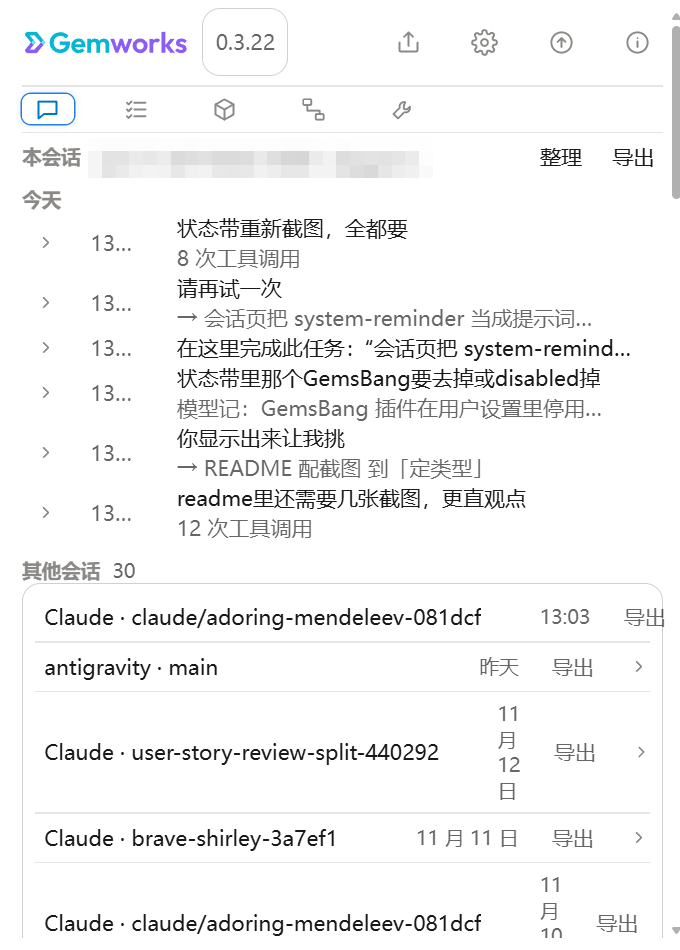 Gemworks 0.3.22
本会话 整理 导出
今天
13... 状态带重新截图，全都要
8 次工具调用
13... 请再试一次
→ 会话页把 system-reminder 当成提示词...
13... 在这里完成此任务：“会话页把 system-remind...
13... 状态带里那个GemsBang要去掉或disabled掉
模型记：GemsBang 插件在用户设置里停用...
13... 你显示出来让我挑
→ README 配截图 到「定类型」
13... readme里还需要几张截图，更直观点
12 次工具调用
其他会话 30
Claude · claude/adoring-mendeleev-081dcf 13:03 导出
antigravity · main 昨天 导出
Claude · user-story-review-split-440292 11 月 12 日 导出
Claude · brave-shirley-3a7ef1 11 月 11 日 导出
Claude · claude/adoring-mendeleev-081dcf 11 月 10 导出